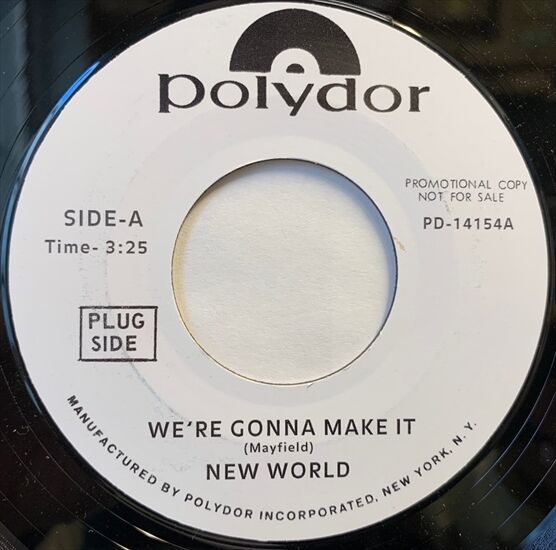 polydor
PROMOTIONAL COPY
NOT FOR SALE
SIDE-A
PD-14154A
Time- 3:25
PLUG
SIDE
WE'RE GONNA MAKE IT
(Mayfield)
NEW WORLD
MANUFACTURED BY POLYDOR INCORPORATED, NEW YORK, N. Y.